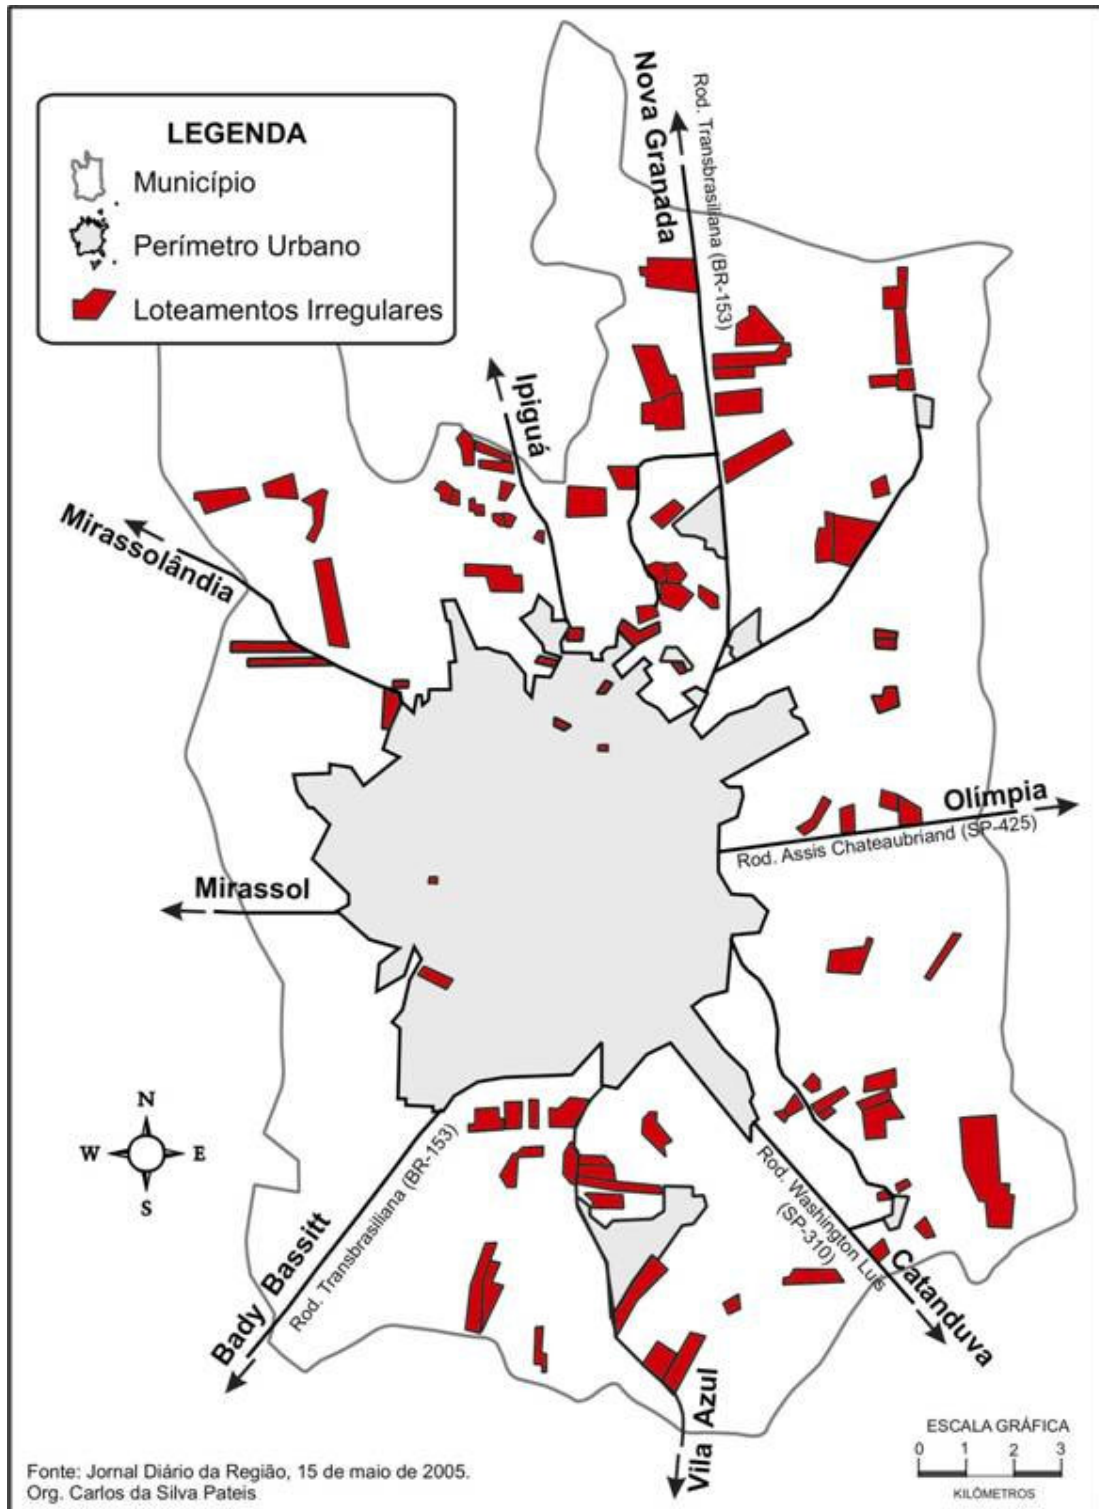 LEGENDA
Município
Perímetro Urbano
Loteamentos Irregulares
Nova Granada
Rod. Transbrasiliana (BR-153)
Ipiguá
Mirassolândia
Olímpia
Rod. Assis Chateaubriand (SP-425)
Mirassol
N
W E
S
Bady Bassitt
Rod. Transbrasiliana (BR-153)
Rod. Washington Luis
(SP-310)
Catanduva
Vila Azul
ESCALA GRÁFICA
0 1 2 3
KILÔMETROS
Fonte: Jornal Diário da Região, 15 de maio de 2005.
Org. Carlos da Silva Pateis